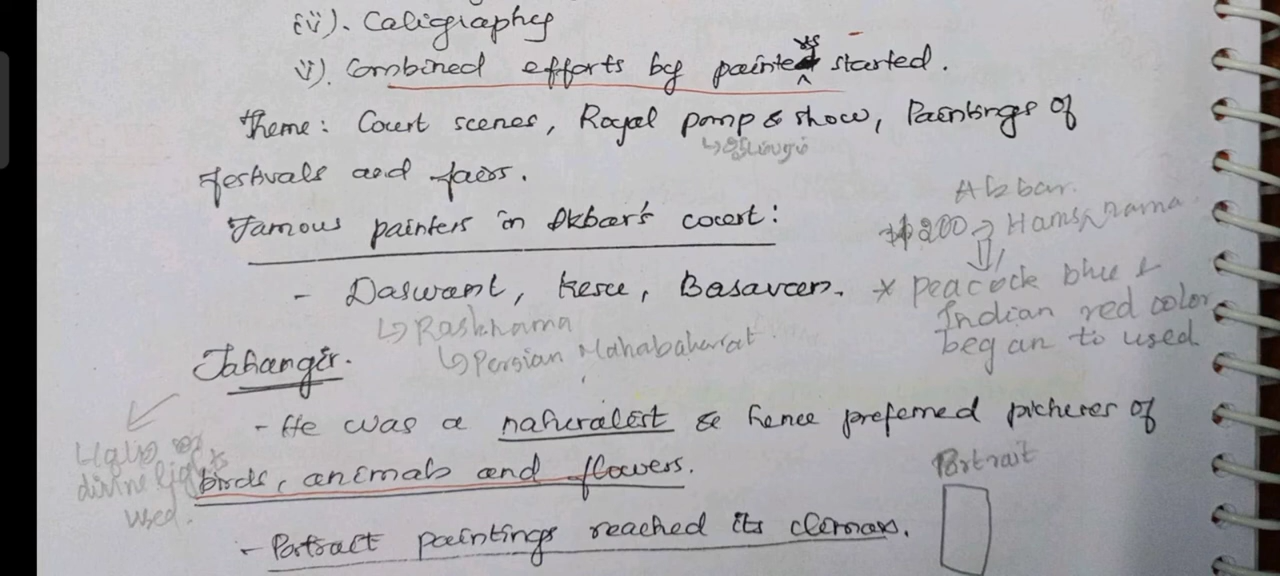 (iv). Caligraphy
v). Combined efforts by painters started.
Theme: Court scenes, Royal pomp & show, Paintings of
festivals and fairs.
Famous painters in Akbar's court:
Akbar.
1200 → Hamsanama
- Daswant, Kesu, Basavan.
* Peacock blue &
Indian red color
began to used
↳ Rasknama
↳ Persian Mahabaharat
Jahangir.
- He was a naturalist & hence preferred pictures of
birds, animals and flowers.
divine lights
used.
Portrait
- Portrait paintings reached its climax.